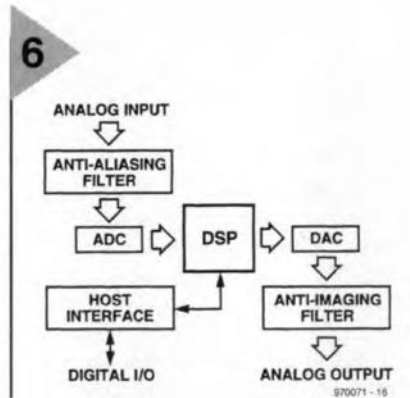 6
ANALOG INPUT
ANTI-ALIASING
FILTER
ADC
DSP
DAC
HOST
INTERFACE
ANTI-IMAGING
FILTER
DIGITAL I/O
ANALOG OUTPUT
970071 - 16